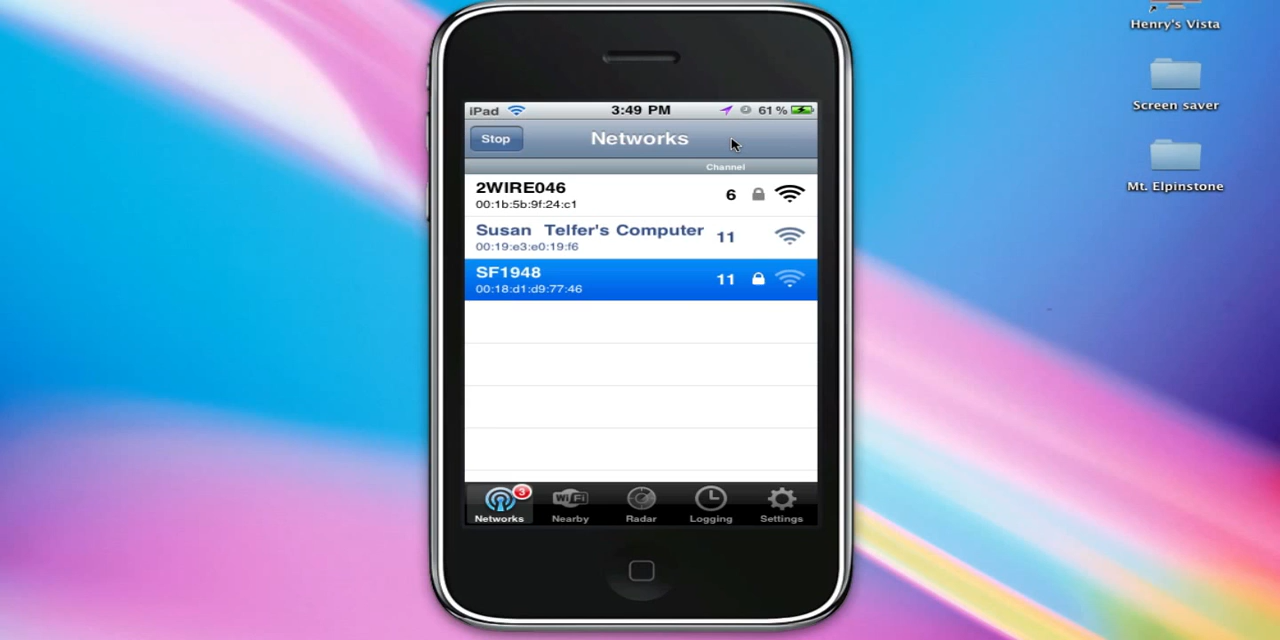 Henry's Vista
Screen saver
Mt. Elpinstone
iPad 3:49 PM 61%
Stop Networks
Channel
2WIRE046 6
00:1b:5b:9f:24:c1
Susan Telfer's Computer 11
00:19:e3:e0:19:f6
SF1948 11
00:18:d1:d9:77:46
3
WiFi
Networks Nearby Radar Logging Settings